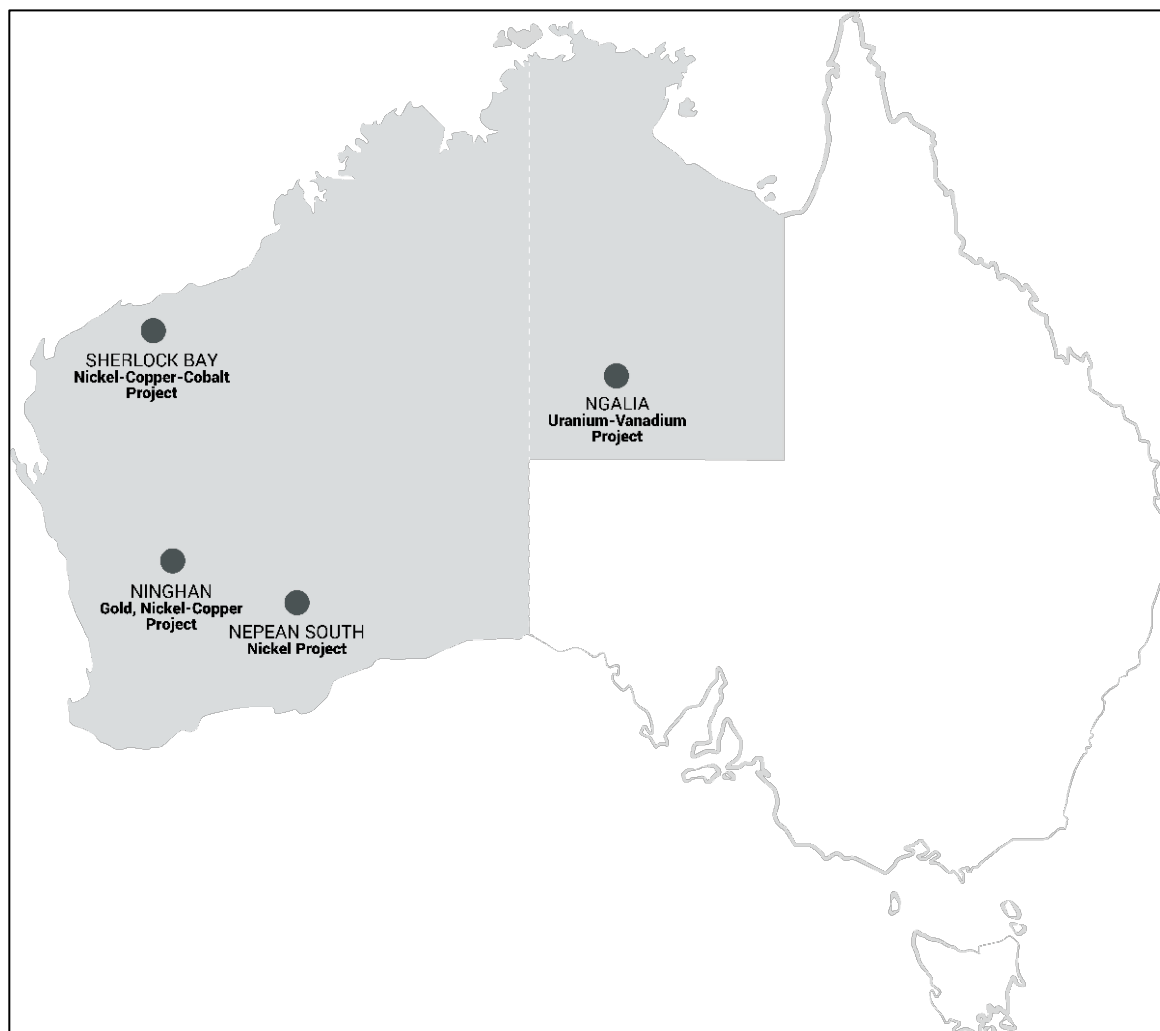 SHERLOCK BAY
Nickel-Copper-Cobalt
Project
NGALIA
Uranium-Vanadium
Project
NINGHAN
Gold, Nickel-Copper
Project
NEPEAN SOUTH
Nickel Project